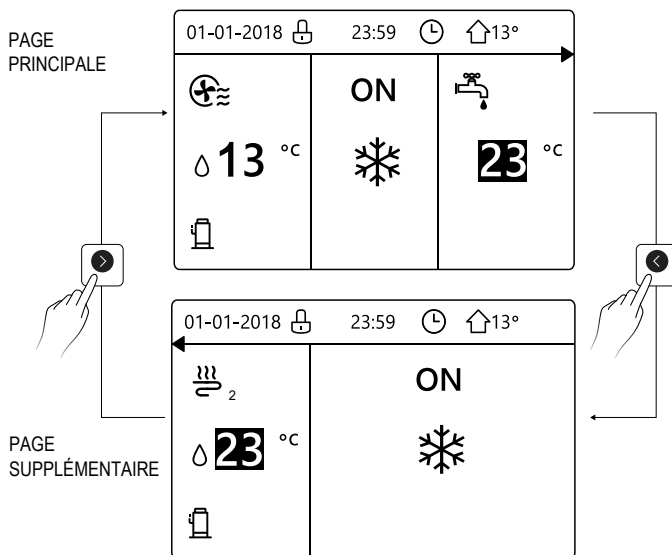 PAGE
PRINCIPALE
01-01-2018 23:59 13°
ON
13 °C
23 °C
01-01-2018 23:59 13°
2
ON
23 °C
PAGE
SUPPLÉMENTAIRE